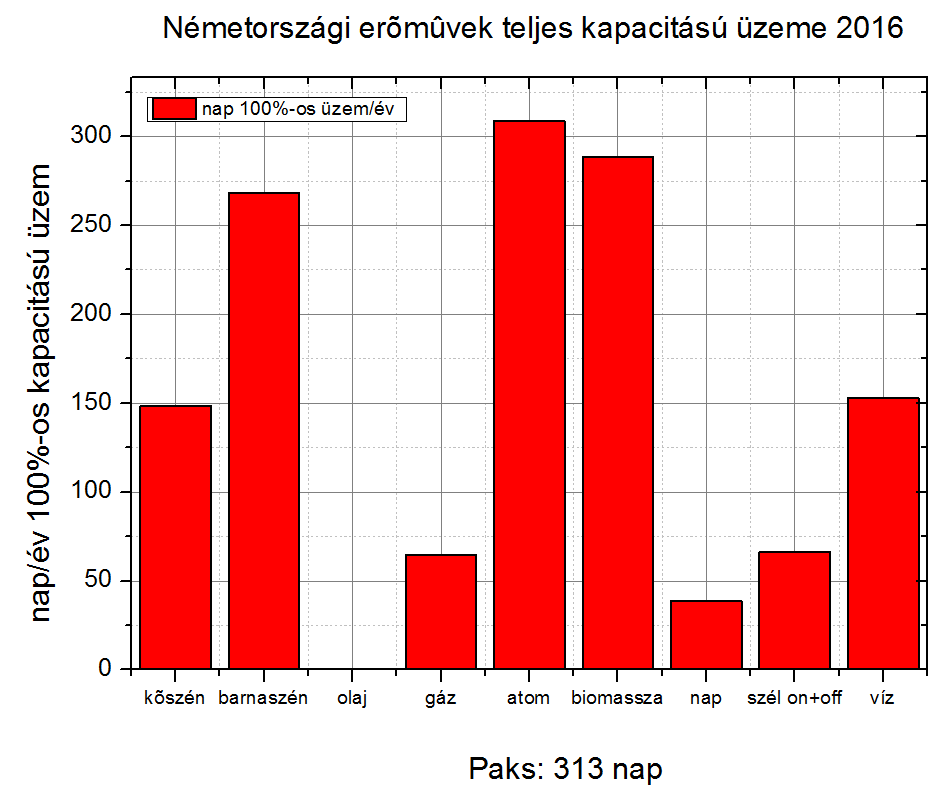 Németországi erõmûvek teljes kapacitású üzeme 2016
nap 100%-os üzem/év
nap/év 100%-os kapacitású üzem
300
250
200
150
100
50
0
kõszén barnaszén olaj gáz atom biomassza nap szél on+off víz
Paks: 313 nap